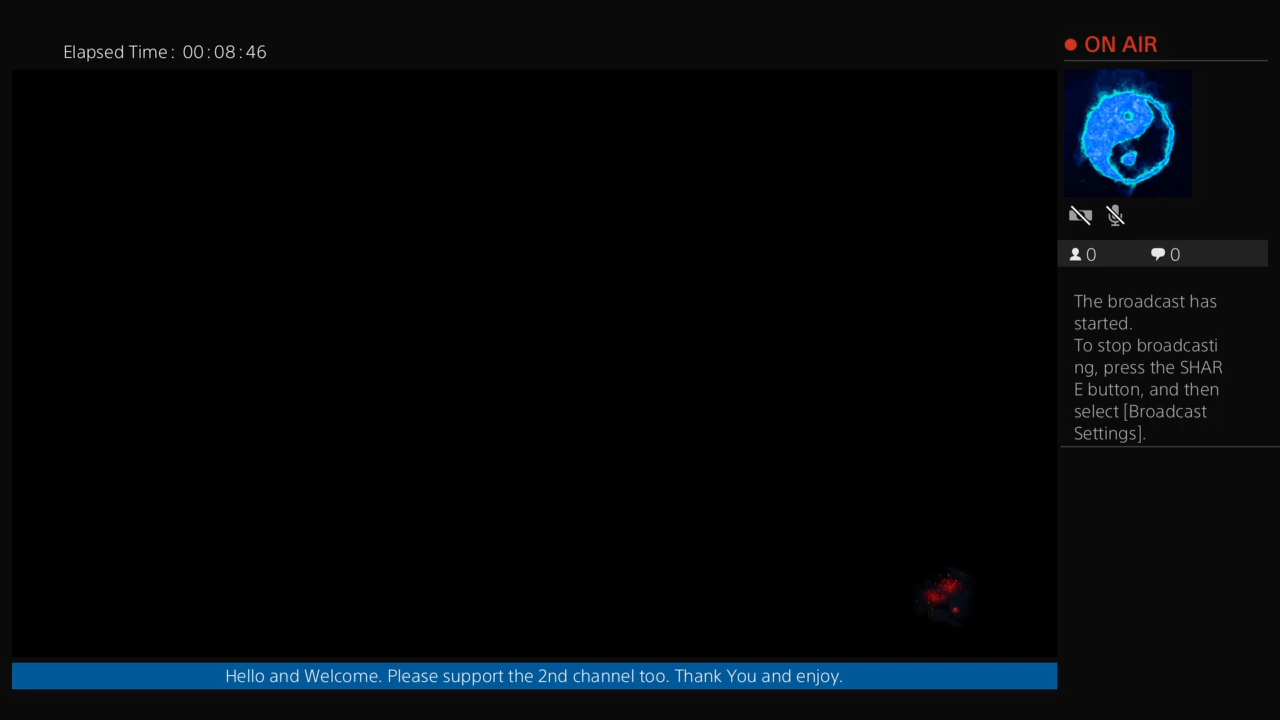 Elapsed Time: 00:08:46
ON AIR
0 0
The broadcast has
started.
To stop broadcasti
ng, press the SHAR
E button, and then
select [Broadcast
Settings].
Hello and Welcome. Please support the 2nd channel too. Thank You and enjoy.